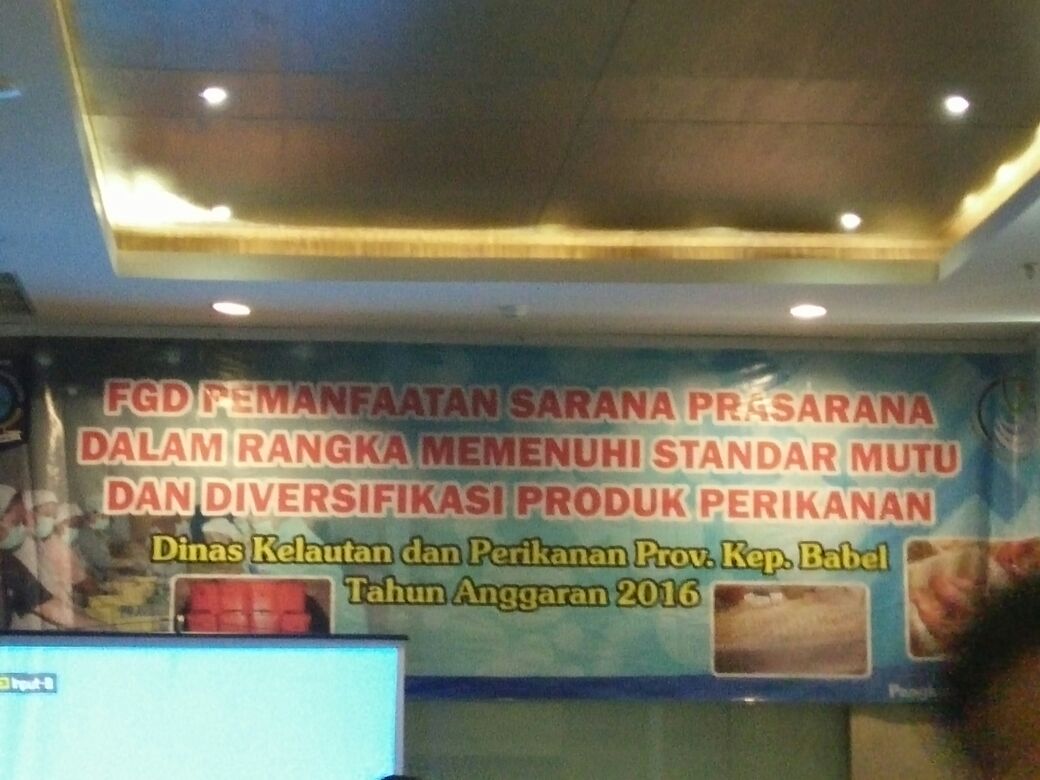 FGD PEMANFAATAN SARANA PRASARANA
DALAM RANGKA MEMENUHI STANDAR MUTU
DAN DIVERSIFIKASI PRODUK PERIKANAN
Dinas Kelautan dan Perikanan Prov. Kep. Babel
Tahun Anggaran 2016
Input-B